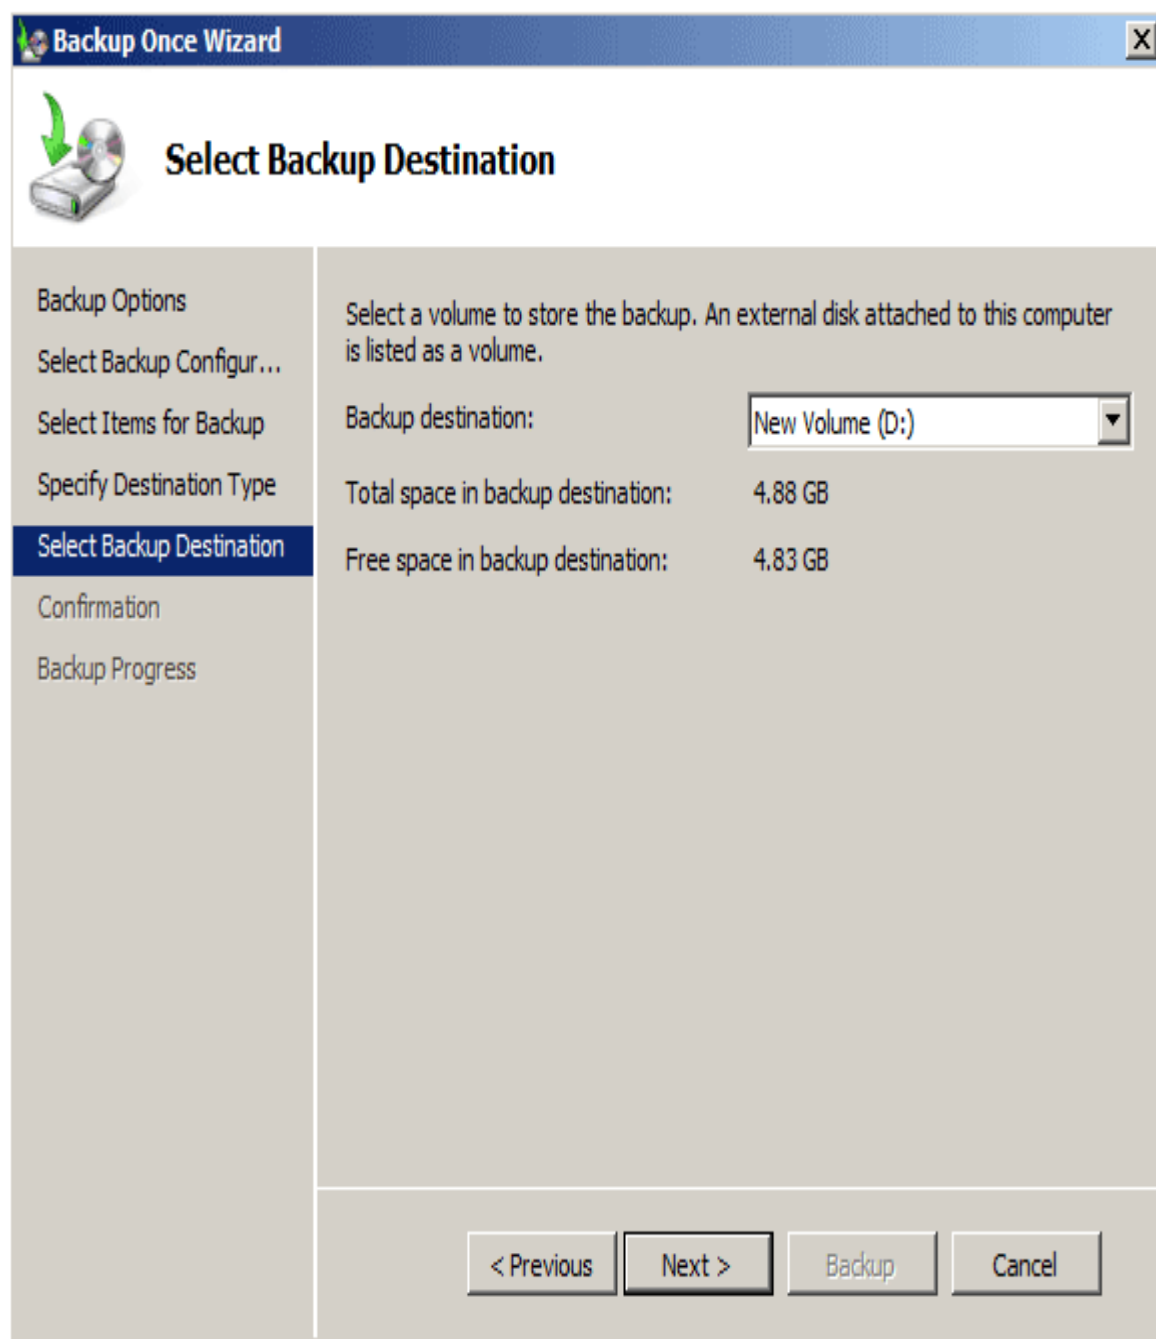 Backup Once Wizard
Select Backup Destination
Backup Options
Select Backup Configur...
Select Items for Backup
Specify Destination Type
Select Backup Destination
Confirmation
Backup Progress
Select a volume to store the backup. An external disk attached to this computer
is listed as a volume.
Backup destination: New Volume (D:)
Total space in backup destination: 4.88 GB
Free space in backup destination: 4.83 GB
< Previous Next > Backup Cancel